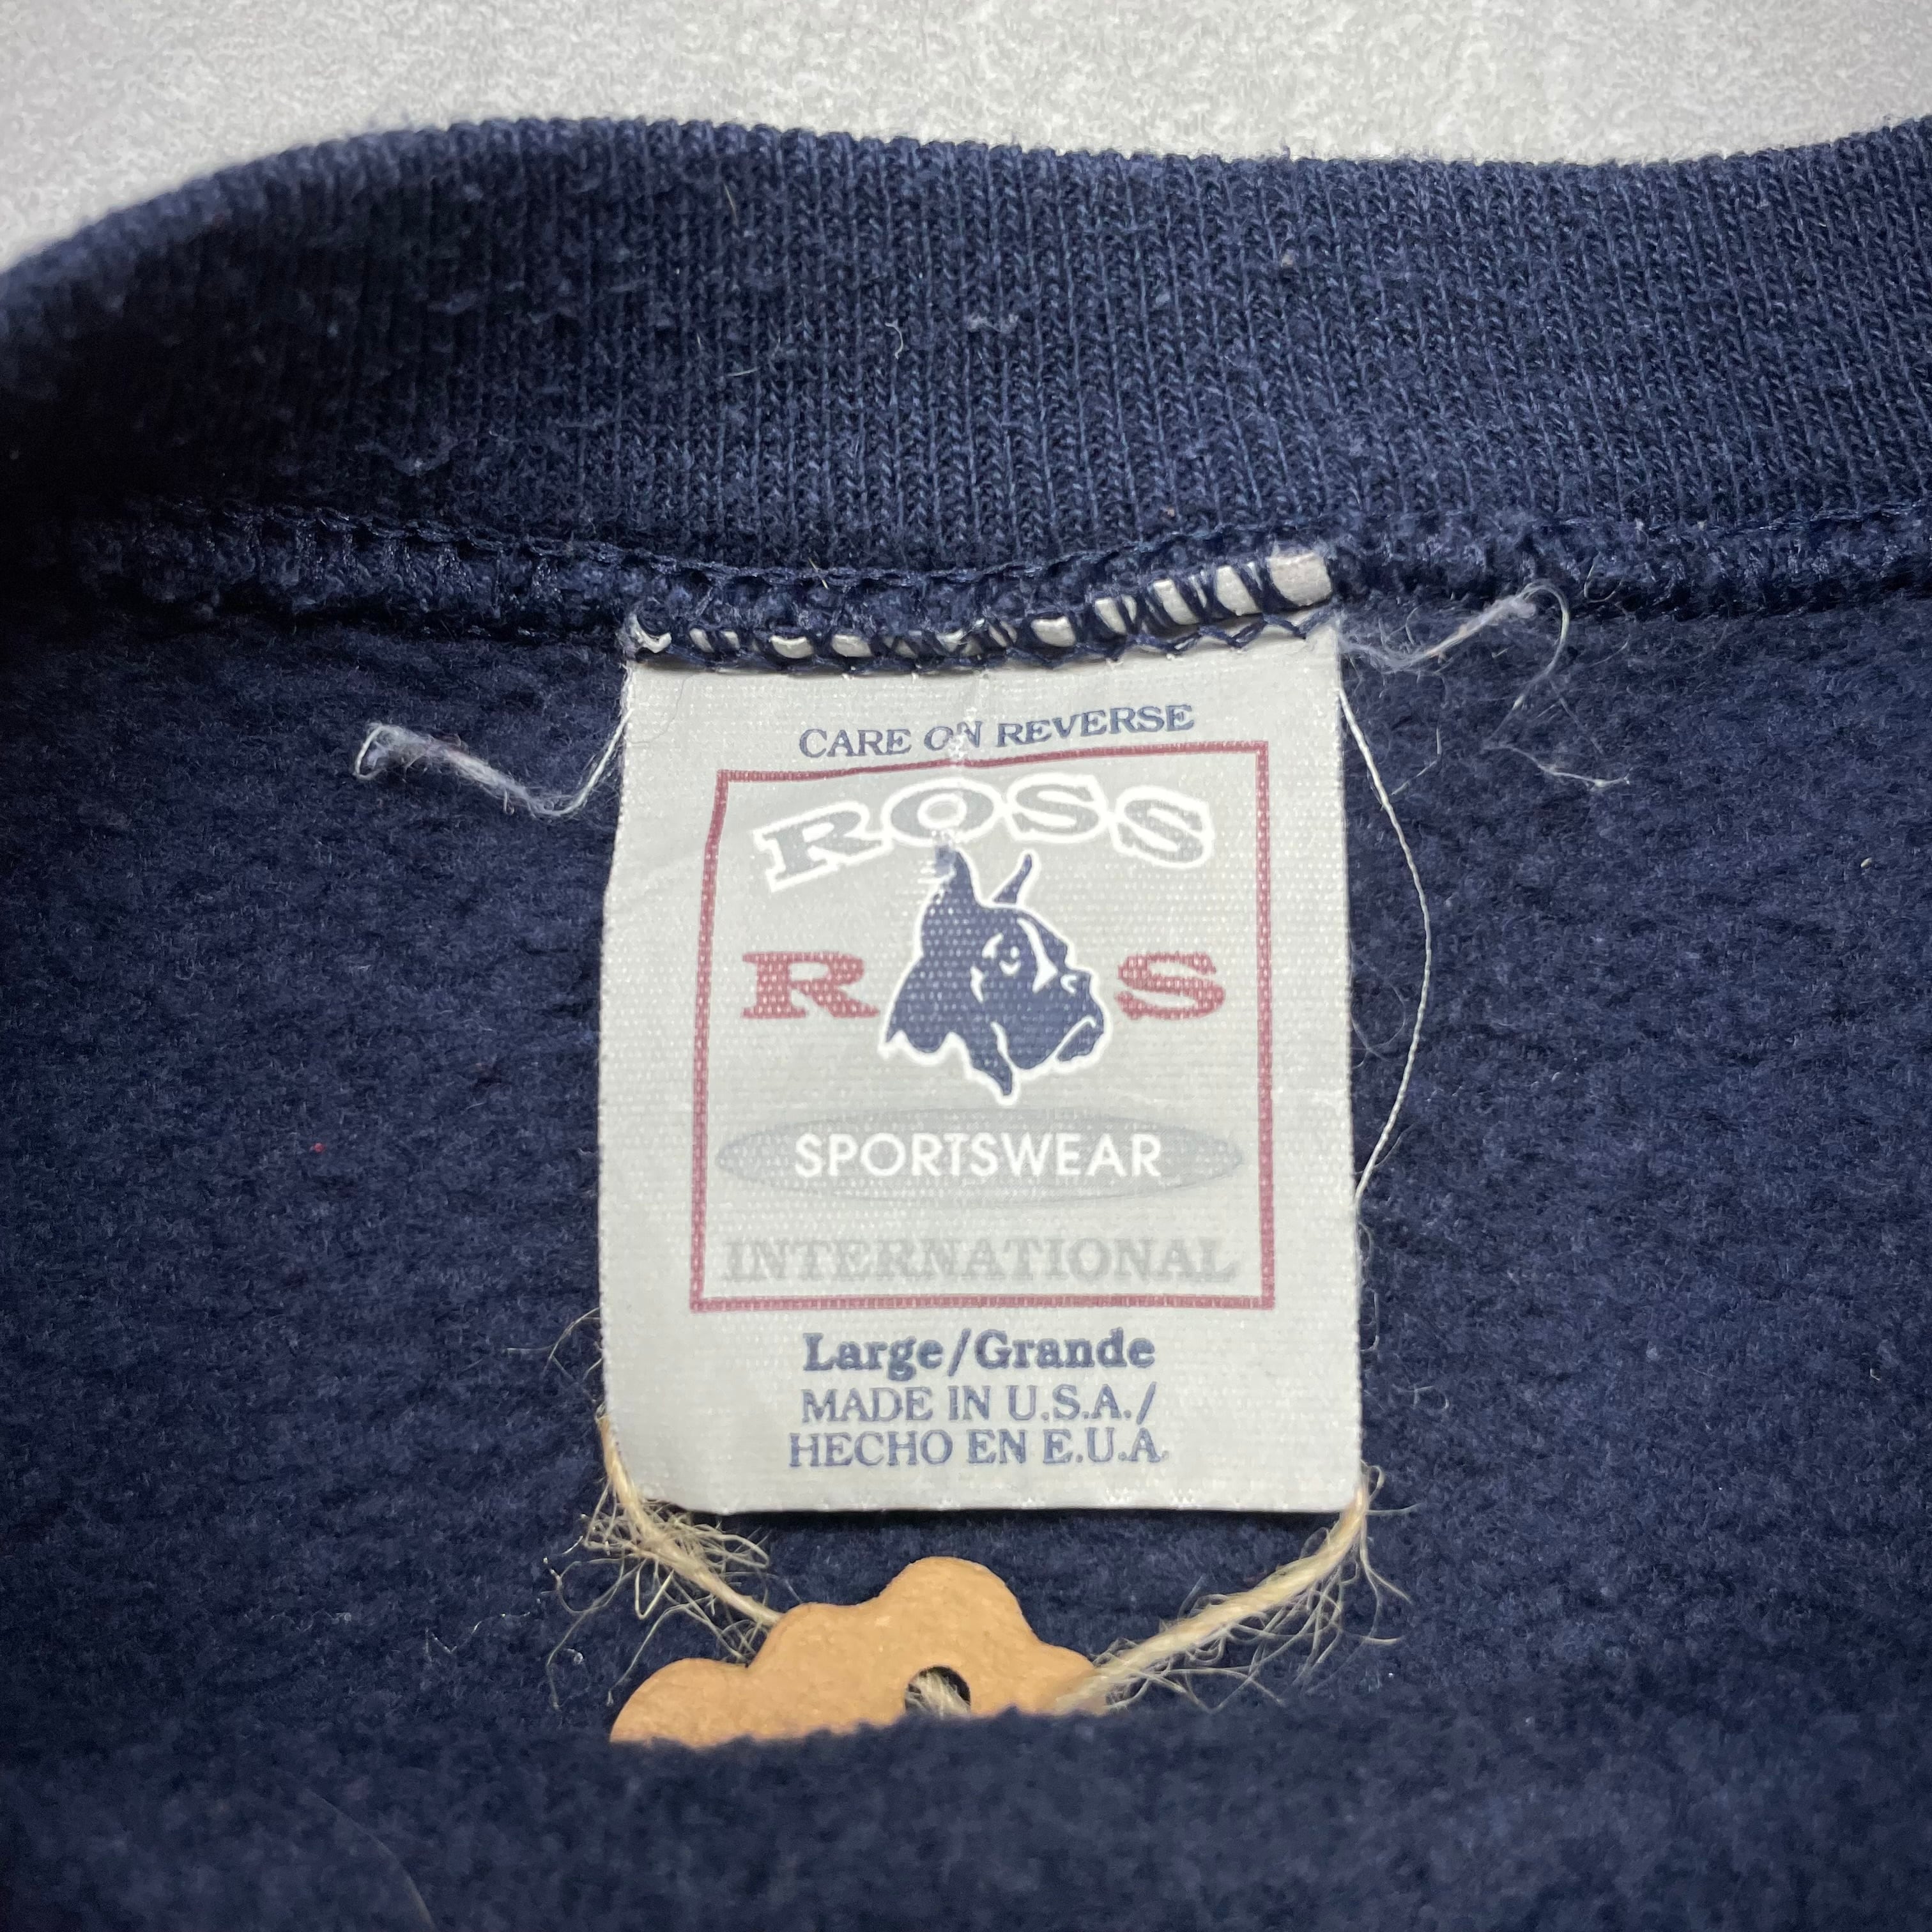 CARE ON REVERSE
ROSS
R S
SPORTSWEAR
INTERNATIONAL
Large/Grande
MADE IN U.S.A./
HECHO EN E.U.A.